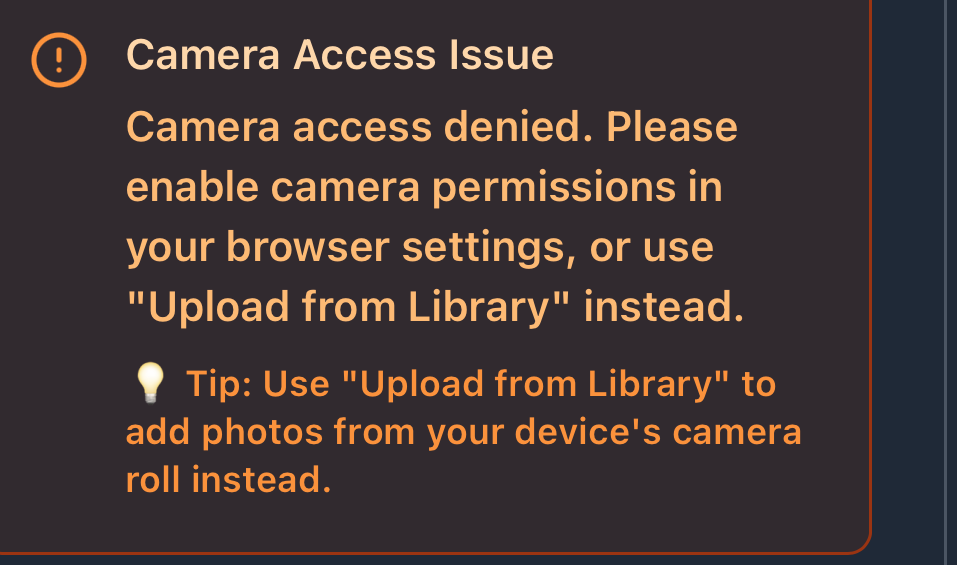 Camera Access Issue
Camera access denied. Please
enable camera permissions in
your browser settings, or use
"Upload from Library" instead.
💡 Tip: Use "Upload from Library" to
add photos from your device's camera
roll instead.